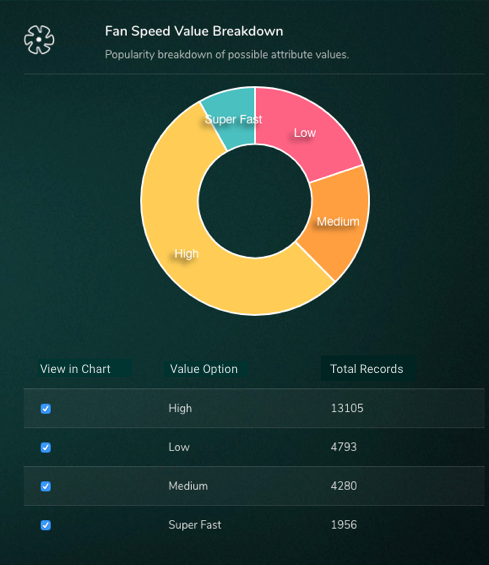 Fan Speed Value Breakdown
Popularity breakdown of possible attribute values.
Super Fast
Low
Medium
High
View in Chart Value Option Total Records
High 13105
Low 4793
Medium 4280
Super Fast 1956